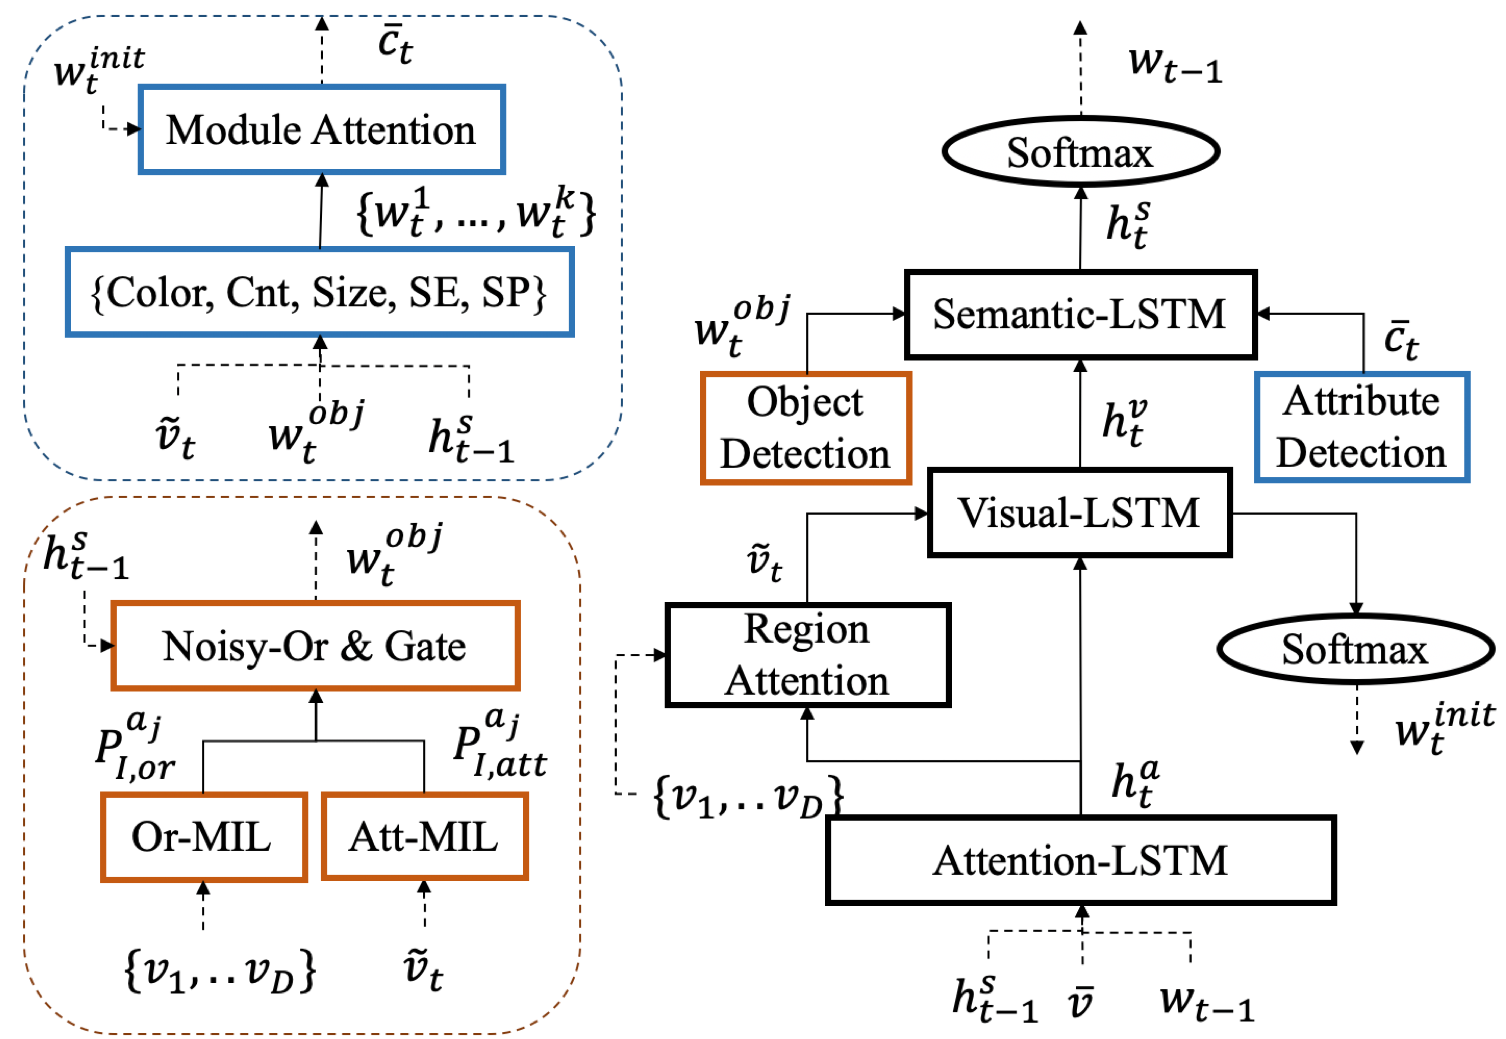 $\bar{c}_t$
$w_t^{init}$
Module Attention
$\{w_t^1, \ldots, w_t^k\}$
{Color, Cnt, Size, SE, SP}
$\tilde{v}_t$ $w_t^{obj}$ $h_{t-1}^s$
$h_{t-1}^s$
$w_t^{obj}$
Noisy-Or & Gate
$P_{I,or}^{a_j}$ $P_{I,att}^{a_j}$
Or-MIL Att-MIL
$\{v_1, .. v_D\}$ $\tilde{v}_t$
$w_{t-1}$
Softmax
$h_t^s$
$w_t^{obj}$
Semantic-LSTM
$\bar{c}_t$
Object
Detection
$h_t^v$
Attribute
Detection
Visual-LSTM
$\tilde{v}_t$
Region
Attention
Softmax
$w_t^{init}$
$\{v_1, .. v_D\}$
$h_t^a$
Attention-LSTM
$h_{t-1}^s$ $\bar{v}$ $w_{t-1}$